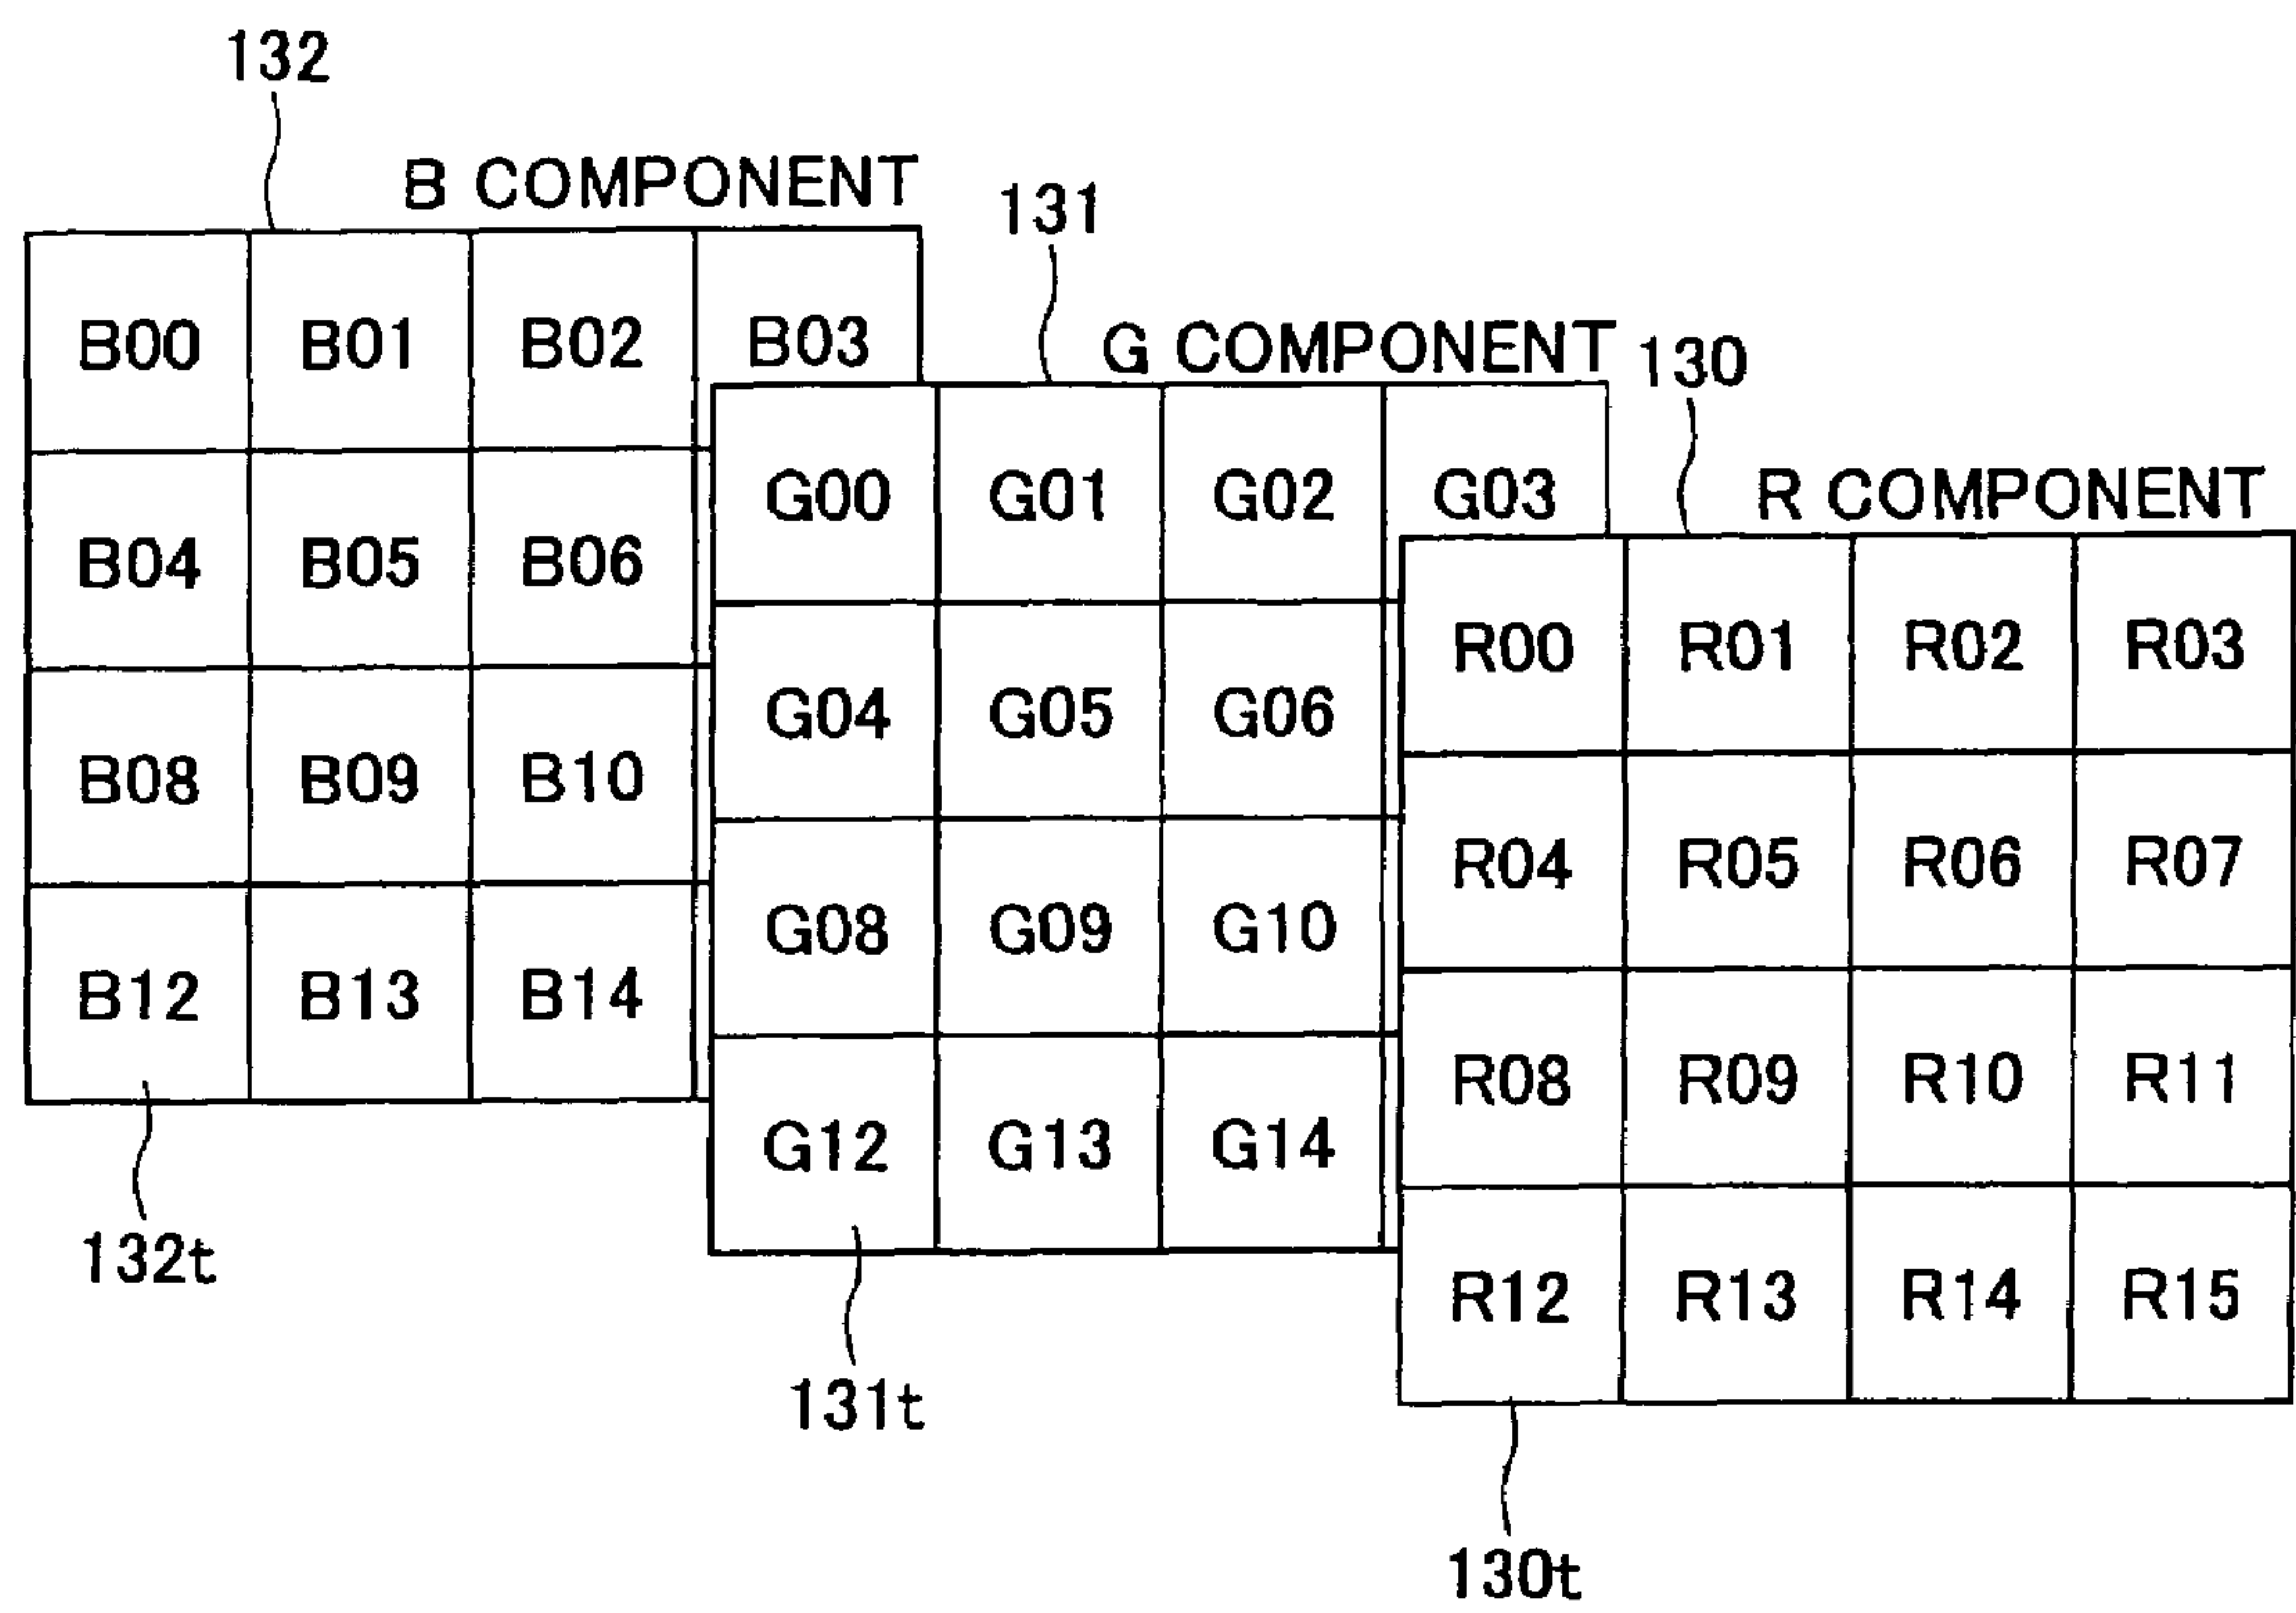 132
B COMPONENT
B00 B01 B02 B03
B04 B05 B06
B08 B09 B10
B12 B13 B14
132t
131
G COMPONENT
G00 G01 G02 G03
G04 G05 G06
G08 G09 G10
G12 G13 G14
131t
130
R COMPONENT
R00 R01 R02 R03
R04 R05 R06 R07
R08 R09 R10 R11
R12 R13 R14 R15
130t